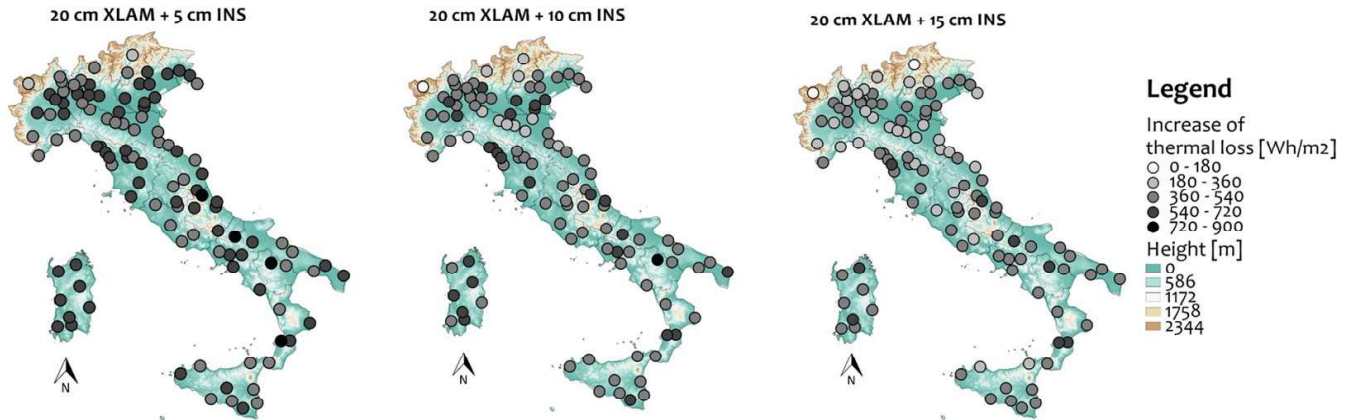 20 cm XLAM + 5 cm INS
20 cm XLAM + 10 cm INS
20 cm XLAM + 15 cm INS
Legend
Increase of
thermal loss [Wh/m2]
0 - 180
180 - 360
360 - 540
540 - 720
720 - 900
Height [m]
0
586
1172
1758
2344
N
N
N